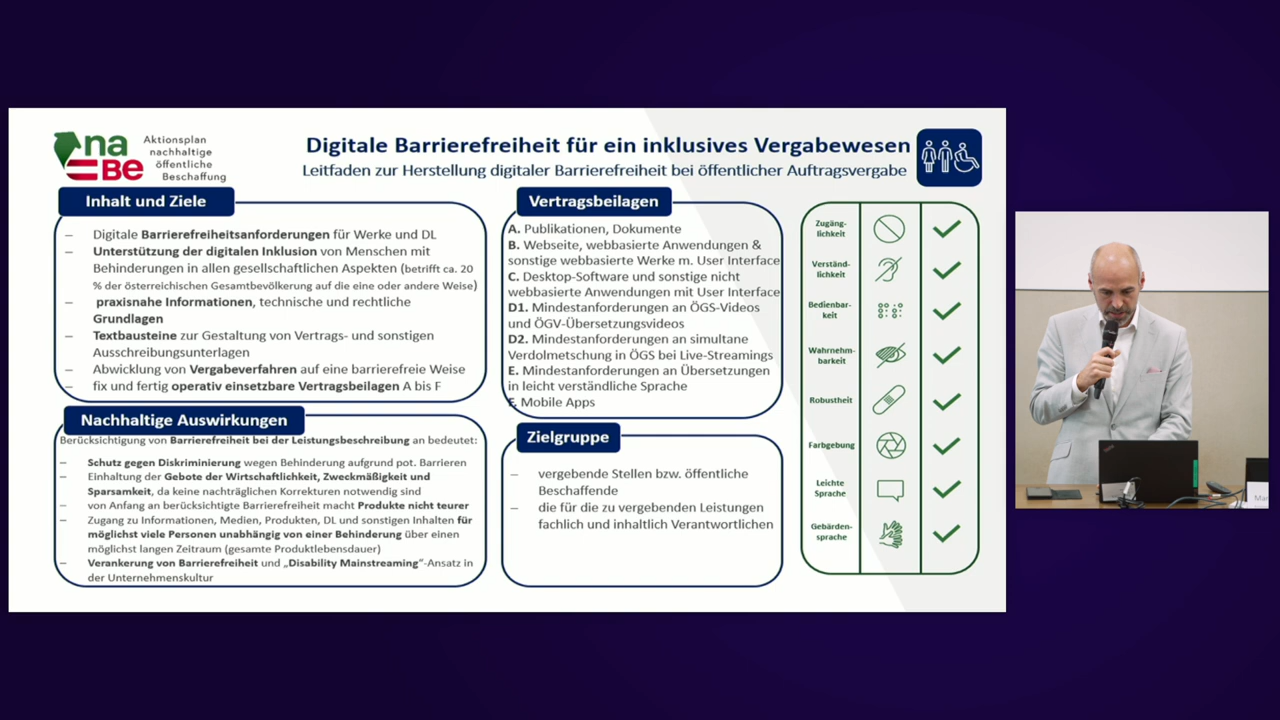 na
Be
Aktionsplan
nachhaltige
öffentliche
Beschaffung
Digitale Barrierefreiheit für ein inklusives Vergabewesen
Leitfaden zur Herstellung digitaler Barrierefreiheit bei öffentlicher Auftragsvergabe
Inhalt und Ziele
– Digitale Barrierefreiheitsanforderungen für Werke und DL
– Unterstützung der digitalen Inklusion von Menschen mit
Behinderungen in allen gesellschaftlichen Aspekten (betrifft ca. 20
% der österreichischen Gesamtbevölkerung auf die eine oder andere Weise)
– praxisnahe Informationen, technische und rechtliche
Grundlagen
– Textbausteine zur Gestaltung von Vertrags- und sonstigen
Ausschreibungsunterlagen
– Abwicklung von Vergabeverfahren auf eine barrierefreie Weise
– fix und fertig operativ einsetzbare Vertragsbeilagen A bis F
Nachhaltige Auswirkungen
Berücksichtigung von Barrierefreiheit bei der Leistungsbeschreibung an bedeutet:
– Schutz gegen Diskriminierung wegen Behinderung aufgrund pot. Barrieren
– Einhaltung der Gebote der Wirtschaftlichkeit, Zweckmäßigkeit und
Sparsamkeit, da keine nachträglichen Korrekturen notwendig sind
– von Anfang an berücksichtigte Barrierefreiheit macht Produkte nicht teurer
– Zugang zu Informationen, Medien, Produkten, DL und sonstigen Inhalten für
möglichst viele Personen unabhängig von einer Behinderung über einen
möglichst langen Zeitraum (gesamte Produktlebensdauer)
– Verankerung von Barrierefreiheit und „Disability Mainstreaming“-Ansatz in
der Unternehmenskultur
Vertragsbeilagen
A. Publikationen, Dokumente
B. Webseite, webbasierte Anwendungen &
sonstige webbasierte Werke m. User Interface
C. Desktop-Software und sonstige nicht
webbasierte Anwendungen mit User Interface
D1. Mindestanforderungen an ÖGS-Videos
und ÖGV-Übersetzungsvideos
D2. Mindestanforderungen an simultane
Verdolmetschung in ÖGS bei Live-Streamings
E. Mindestanforderungen an Übersetzungen
in leicht verständliche Sprache
F. Mobile Apps
Zielgruppe
– vergebende Stellen bzw. öffentliche
Beschaffende
– die für die zu vergebenden Leistungen
fachlich und inhaltlich Verantwortlichen
Zugäng-
lichkeit
Verständ-
lichkeit
Bedienbar-
keit
Wahrnehm-
barkeit
Robustheit
Farbgebung
Leichte
Sprache
Gebärden-
sprache